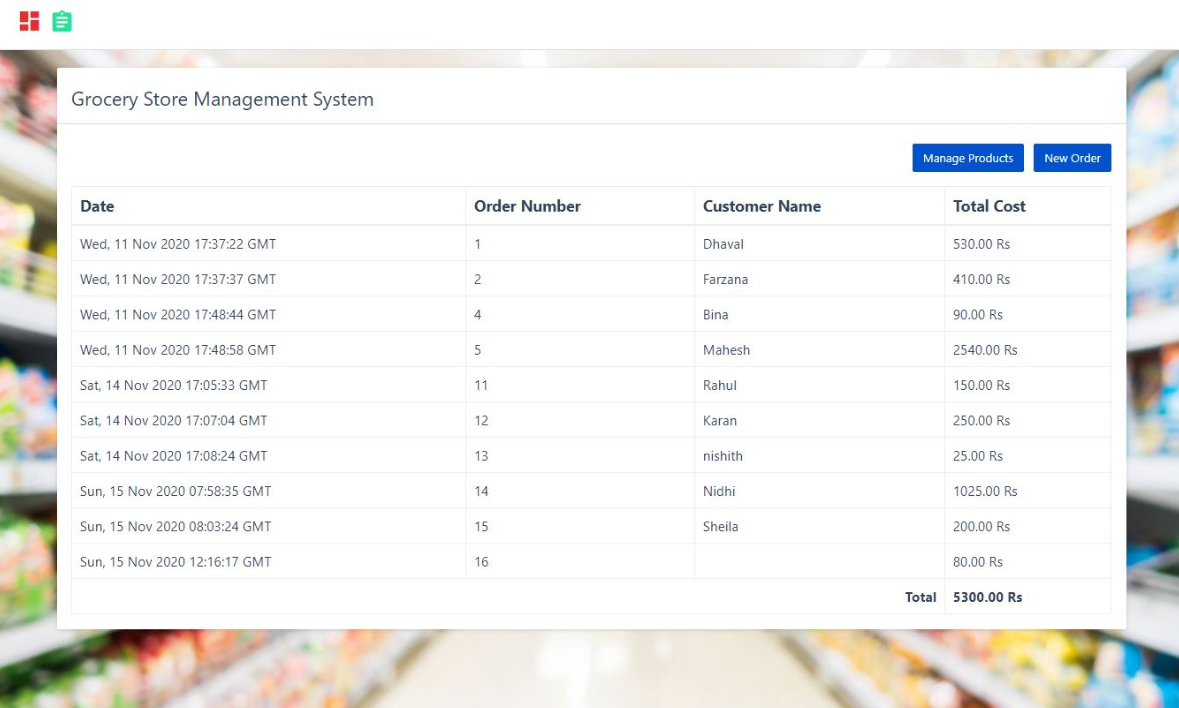 Grocery Store Management System
Manage Products New Order
Date Order Number Customer Name Total Cost
Wed, 11 Nov 2020 17:37:22 GMT 1 Dhaval 530.00 Rs
Wed, 11 Nov 2020 17:37:37 GMT 2 Farzana 410.00 Rs
Wed, 11 Nov 2020 17:48:44 GMT 4 Bina 90.00 Rs
Wed, 11 Nov 2020 17:48:58 GMT 5 Mahesh 2540.00 Rs
Sat, 14 Nov 2020 17:05:33 GMT 11 Rahul 150.00 Rs
Sat, 14 Nov 2020 17:07:04 GMT 12 Karan 250.00 Rs
Sat, 14 Nov 2020 17:08:24 GMT 13 nishith 25.00 Rs
Sun, 15 Nov 2020 07:58:35 GMT 14 Nidhi 1025.00 Rs
Sun, 15 Nov 2020 08:03:24 GMT 15 Sheila 200.00 Rs
Sun, 15 Nov 2020 12:16:17 GMT 16 80.00 Rs
Total 5300.00 Rs